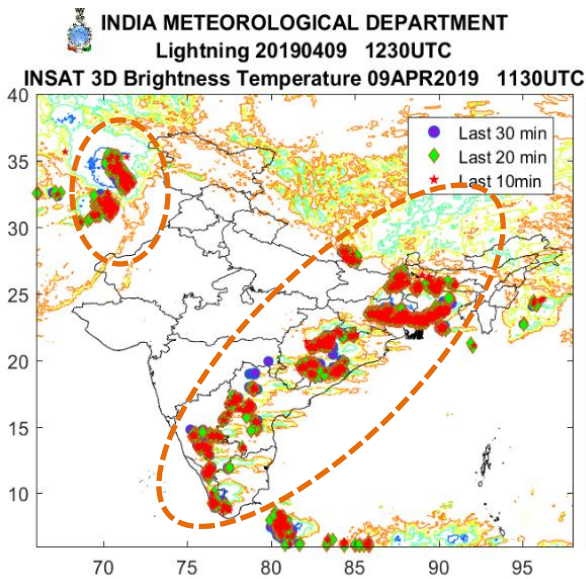 INDIA METEOROLOGICAL DEPARTMENT
Lightning 20190409 1230UTC
INSAT 3D Brightness Temperature 09APR2019 1130UTC
Last 30 min
Last 20 min
Last 10min
40
35
30
25
20
15
10
70 75 80 85 90 95